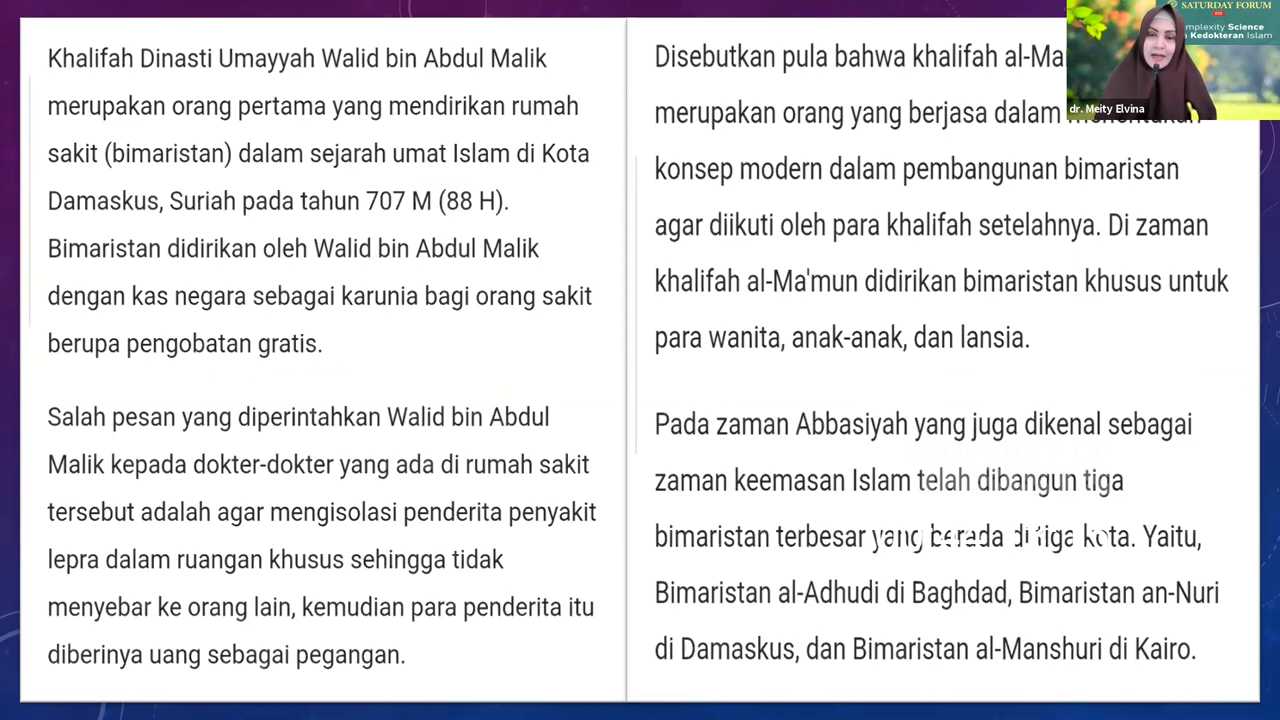 Khalifah Dinasti Umayyah Walid bin Abdul Malik
merupakan orang pertama yang mendirikan rumah
sakit (bimaristan) dalam sejarah umat Islam di Kota
Damaskus, Suriah pada tahun 707 M (88 H).
Bimaristan didirikan oleh Walid bin Abdul Malik
dengan kas negara sebagai karunia bagi orang sakit
berupa pengobatan gratis.
Salah pesan yang diperintahkan Walid bin Abdul
Malik kepada dokter-dokter yang ada di rumah sakit
tersebut adalah agar mengisolasi penderita penyakit
lepra dalam ruangan khusus sehingga tidak
menyebar ke orang lain, kemudian para penderita itu
diberinya uang sebagai pegangan.
Disebutkan pula bahwa khalifah
merupakan orang yang berjasa dalam
konsep modern dalam pembangunan bimaristan
agar diikuti oleh para khalifah setelahnya. Di zaman
khalifah al-Ma'mun didirikan bimaristan khusus untuk
para wanita, anak-anak, dan lansia.
Pada zaman Abbasiyah yang juga dikenal sebagai
zaman keemasan Islam telah dibangun tiga
bimaristan terbesar yang berada di tiga kota. Yaitu,
Bimaristan al-Adhudi di Baghdad, Bimaristan an-Nuri
di Damaskus, dan Bimaristan al-Manshuri di Kairo.
SATURDAY FORUM
Science
Kedokteran Islam
dr. Meity Elvina